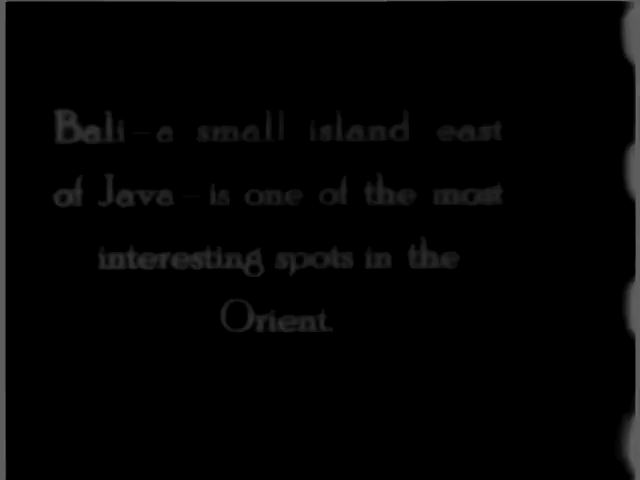 Bali - a small island east
of Java - is one of the most
interesting spots in the
Orient.